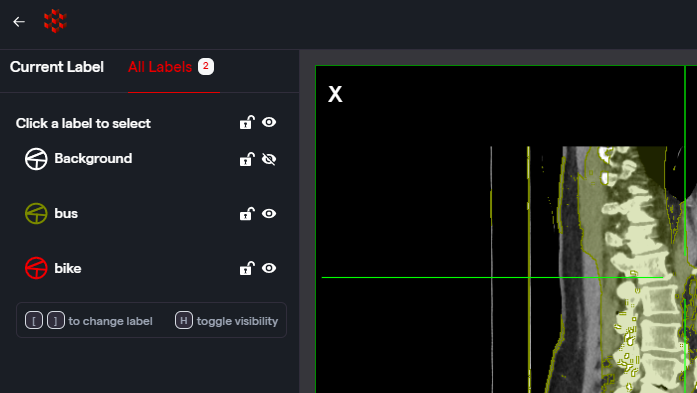 Current Label
All Labels 2
X
Click a label to select
Background
bus
bike
[ ] to change label H toggle visibility